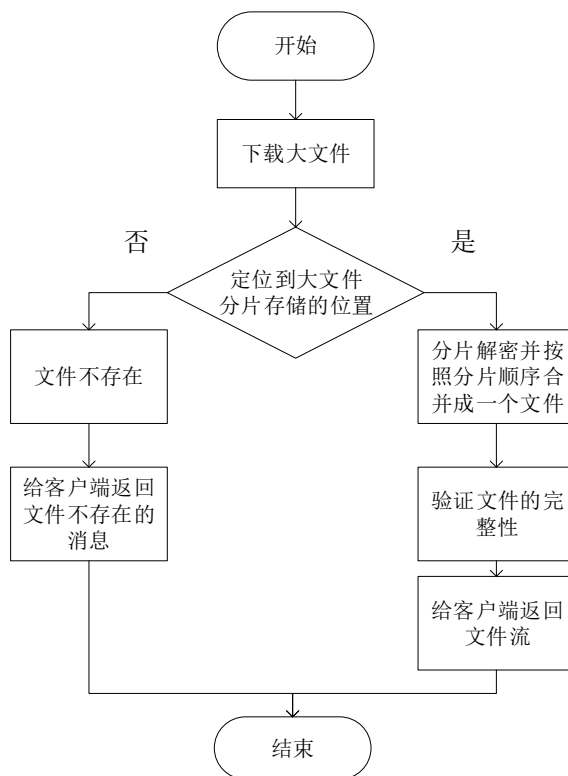 开始
下载大文件
否
是
定位到大文件
分片存储的位置
文件不存在
分片解密并按
照分片顺序合
并成一个文件
给客户端返回
文件不存在的
消息
验证文件的完
整性
给客户端返回
文件流
结束